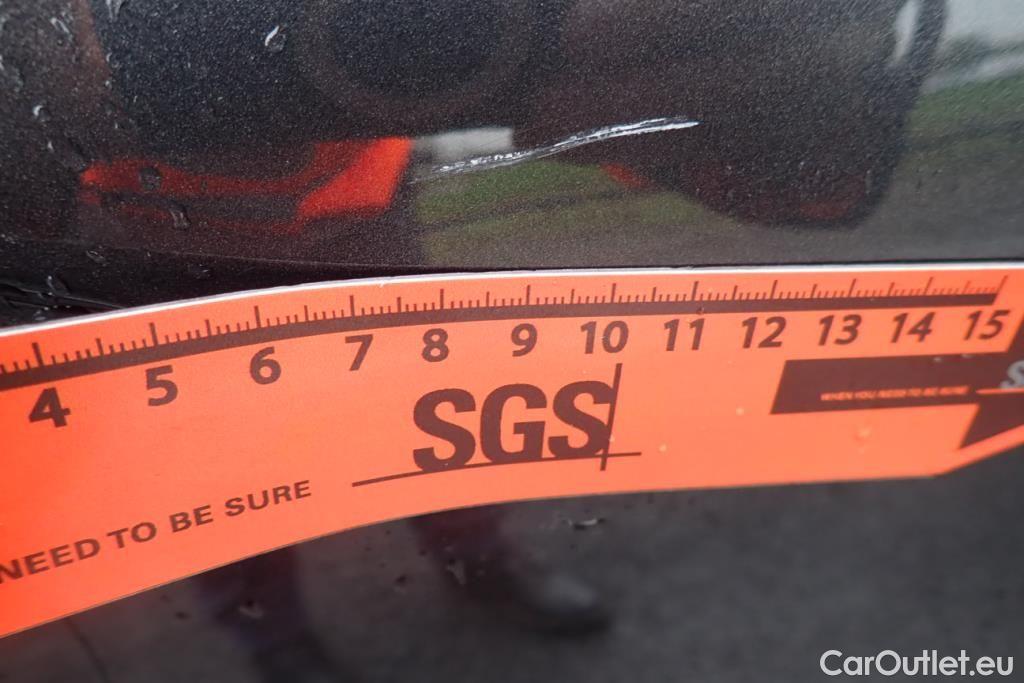 4 5 6 7 8 9 10 11 12 13 14 15
SGS
WHEN YOU NEED TO BE SURE
NEED TO BE SURE
CarOutlet.eu